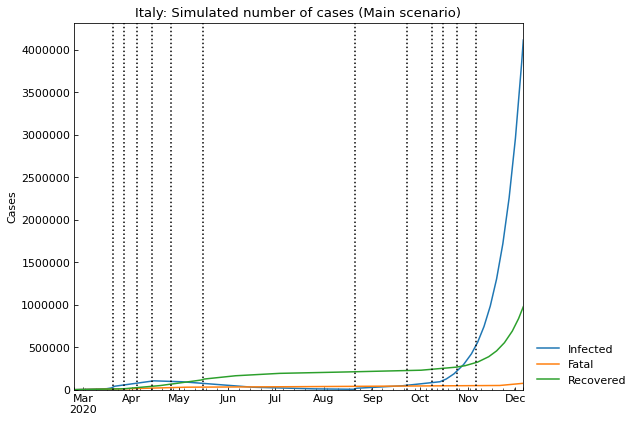 Italy: Simulated number of cases (Main scenario)
4000000
3500000
3000000
2500000
2000000
1500000
1000000
500000
0
Cases
Mar Apr May Jun Jul Aug Sep Oct Nov Dec
2020
Infected
Fatal
Recovered